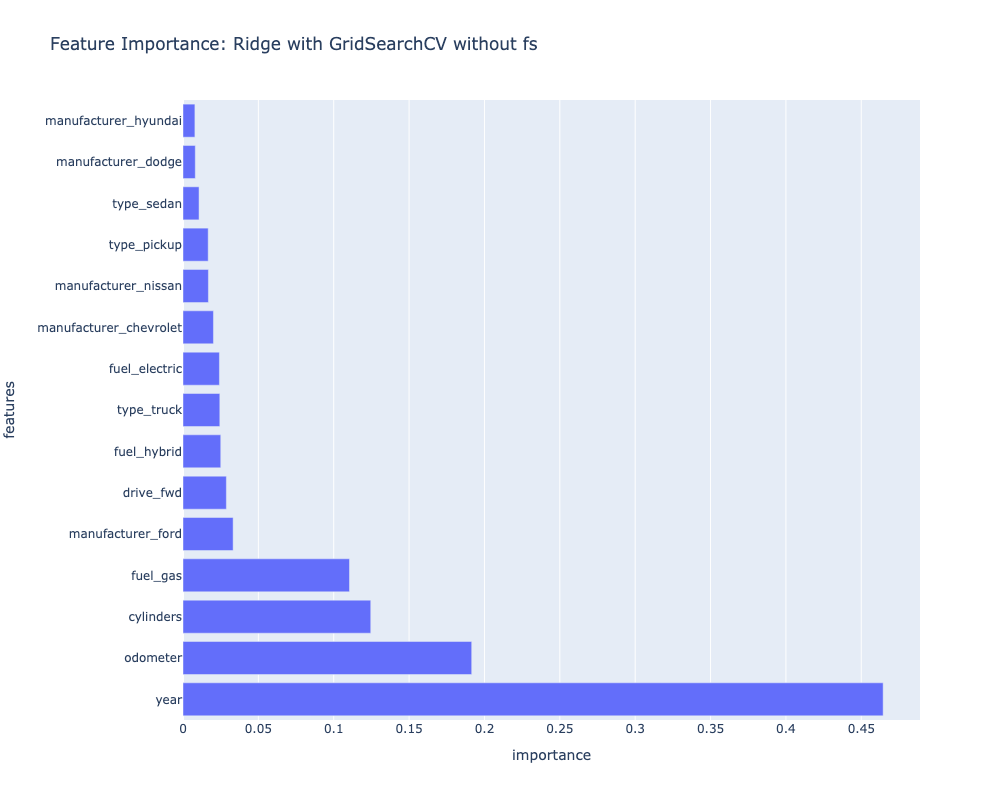 Feature Importance: Ridge with GridSearchCV without fs
manufacturer_hyundai
manufacturer_dodge
type_sedan
type_pickup
manufacturer_nissan
manufacturer_chevrolet
fuel_electric
type_truck
fuel_hybrid
drive_fwd
manufacturer_ford
fuel_gas
cylinders
odometer
year
features
0 0.05 0.1 0.15 0.2 0.25 0.3 0.35 0.4 0.45
importance